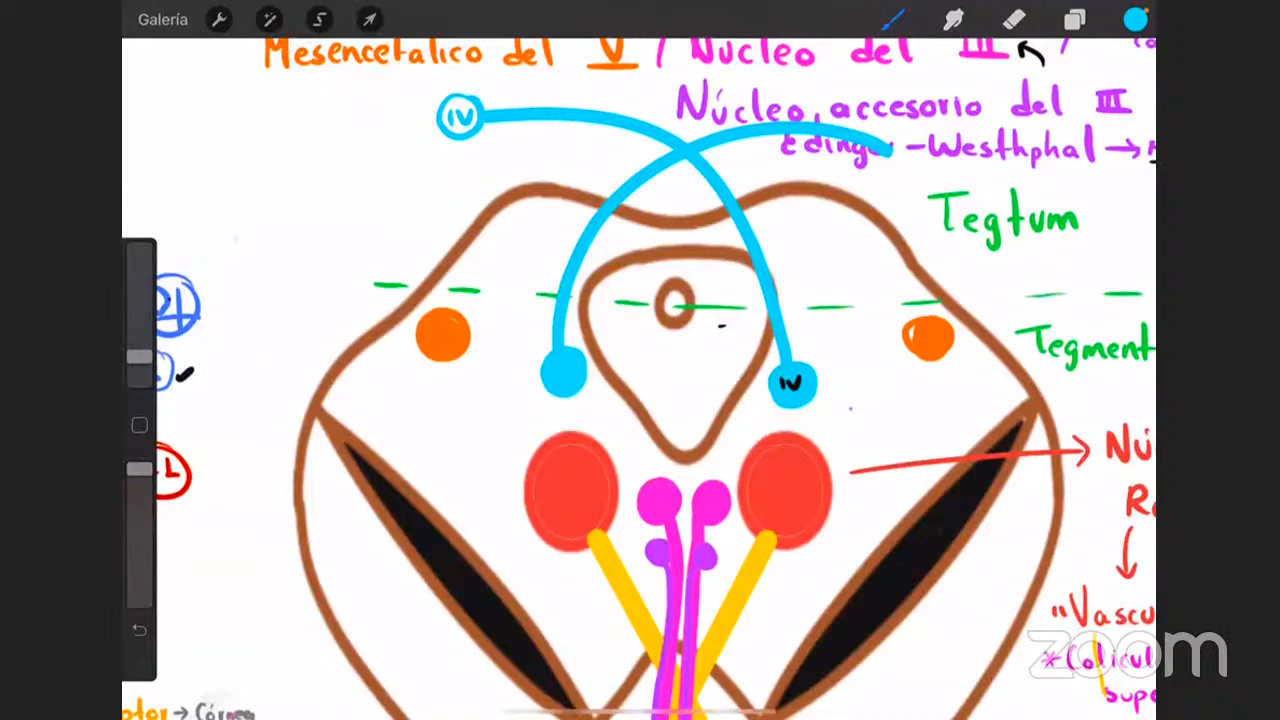 Galería
Mesencefalico del V / Núcleo del III /
Núcleo accesorio del III
Edinger-Westhphal →
IV
Tegtum
IV
Nú
"Vascu
*Colicul
supe
→ Córnea
zoom